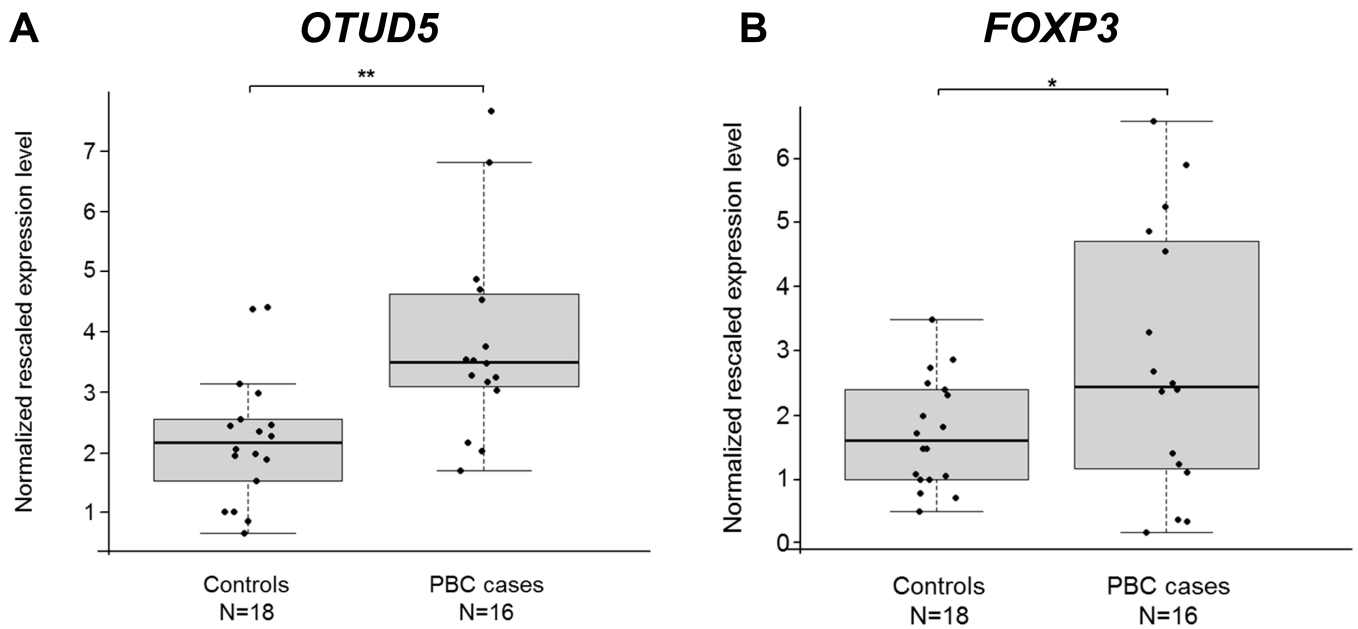 A
OTUD5
**
Normalized rescaled expression level
7
6
5
4
3
2
1
Controls
N=18
PBC cases
N=16
B
FOXP3
*
Normalized rescaled expression level
6
5
4
3
2
1
0
Controls
N=18
PBC cases
N=16